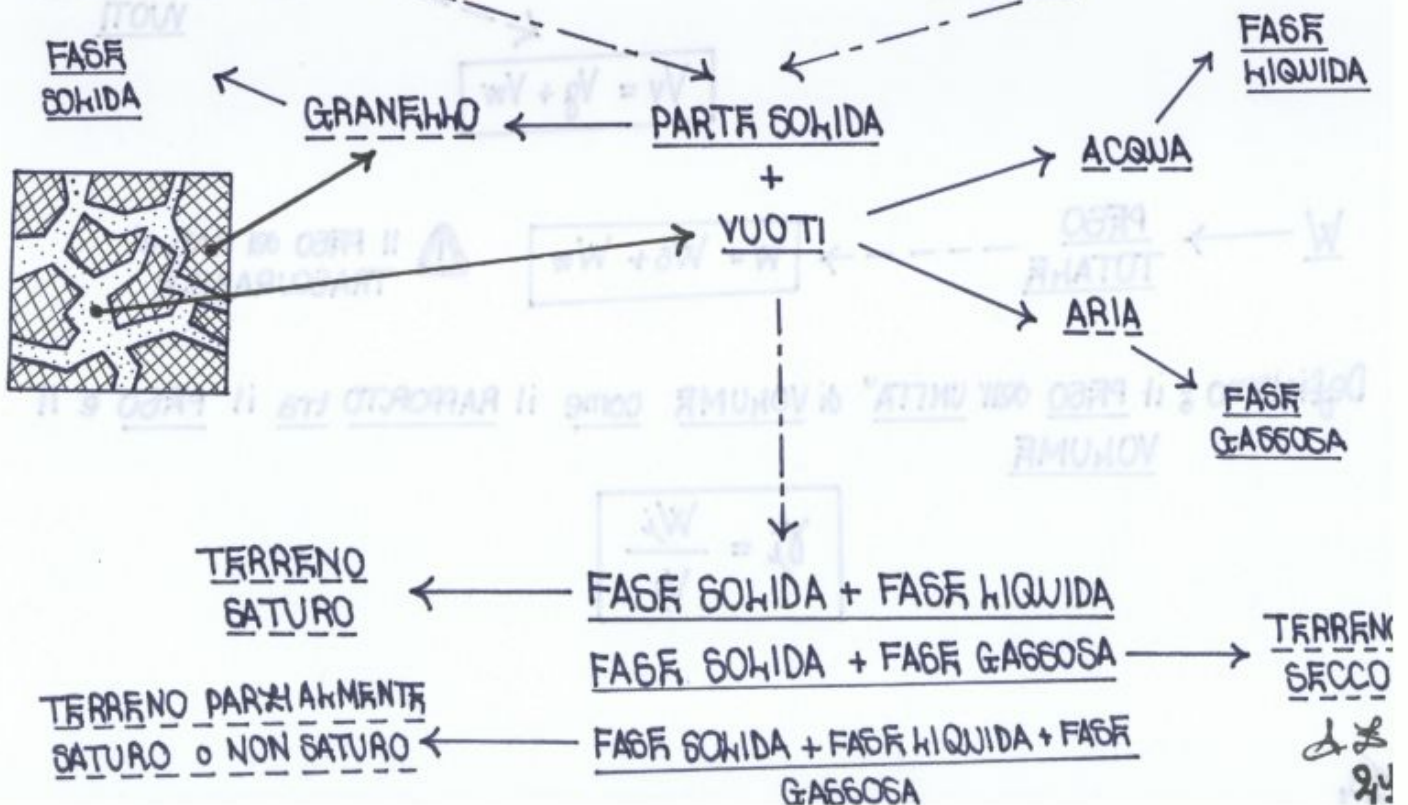 FASE
SOLIDA
FASE
LIQUIDA
GRANELLO
PARTE SOLIDA
ACQUA
+
VUOTI
ARIA
FASE
GASSOSA
TERRENO
SATURO
FASE SOLIDA + FASE LIQUIDA
FASE SOLIDA + FASE GASSOSA
TERRENO
SECCO
TERRENO PARZIALMENTE
SATURO o NON SATURO
FASE SOLIDA + FASE LIQUIDA + FASE
GASSOSA